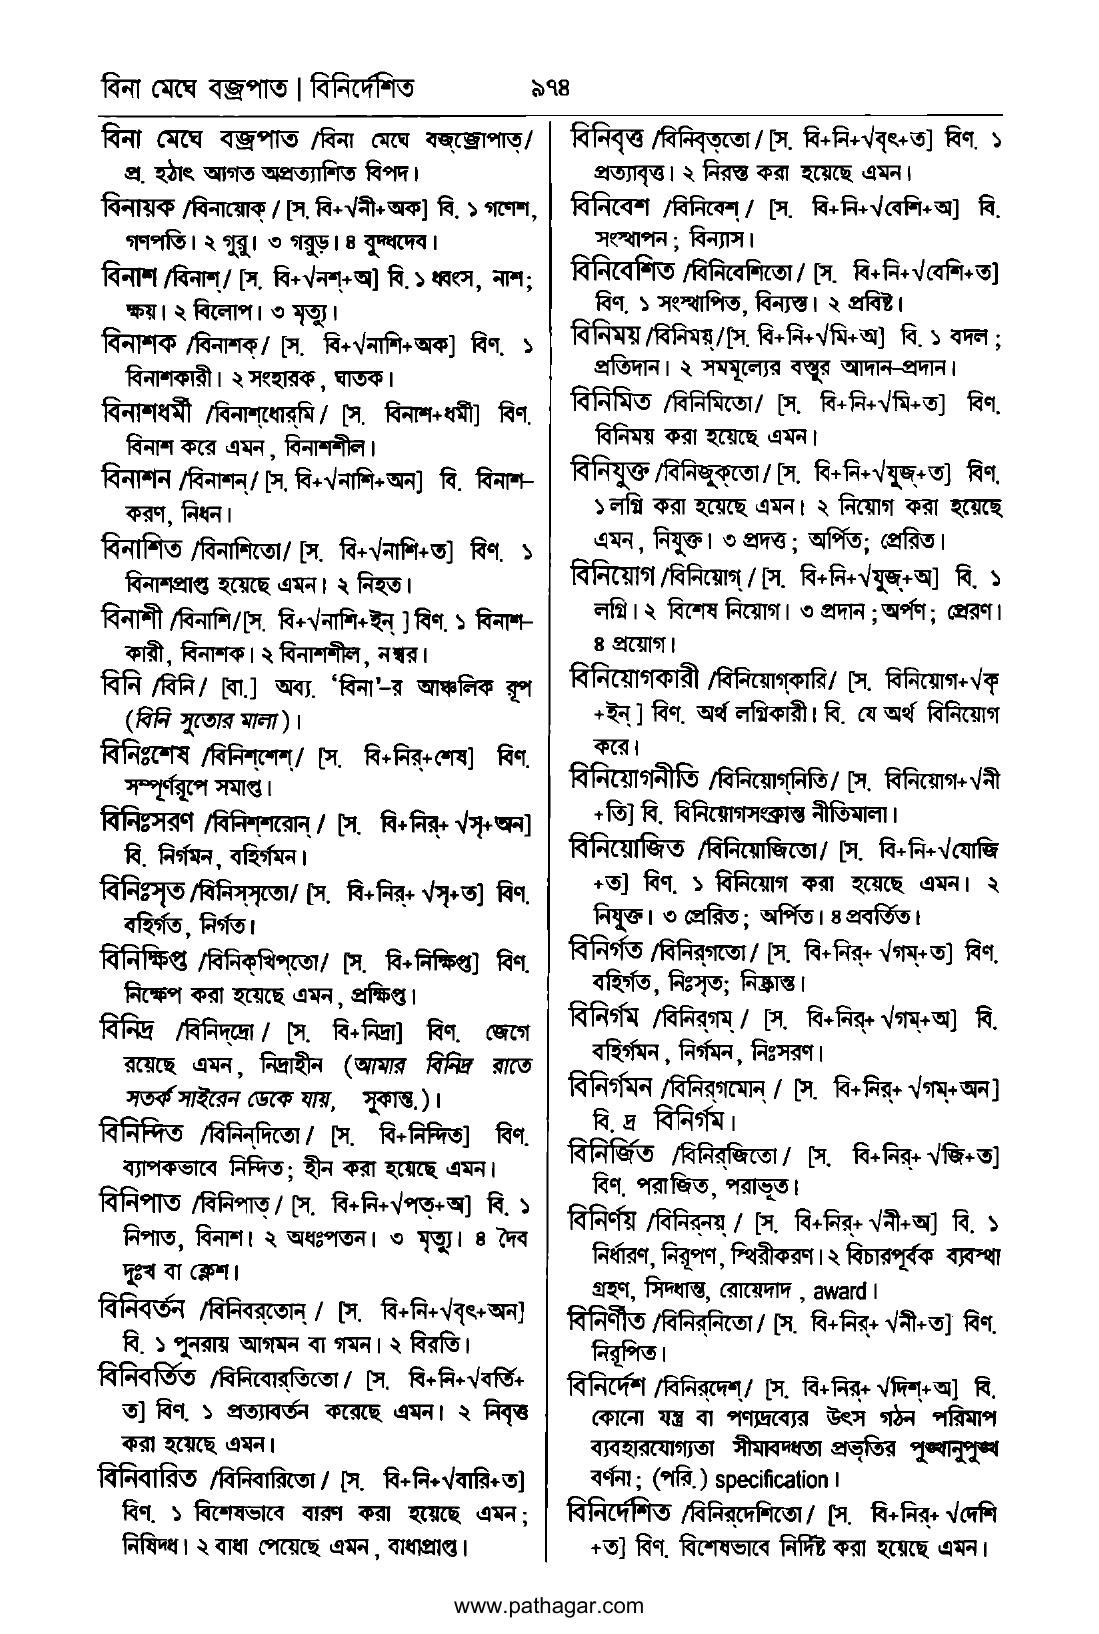 বিনা মেঘে বজ্রপাত | বিনির্দেশিত ৯৭৪
বিনা মেঘে বজ্রপাত /বিনা মেঘে বজ্জ্রোপাত্/
প্র. হঠাৎ আগত অপ্রত্যাশিত বিপদ।
বিনায়ক /বিনায়োক্ / [স. বি+√নী+অক] বি. ১ গণেশ,
গণপতি। ২ গুরু। ৩ গরুড়। ৪ বুদ্ধদেব।
বিনাশ /বিনাশ্/ [স. বি+√নশ্+অ] বি. ১ ধ্বংস, নাশ;
ক্ষয়। ২ বিলোপ। ৩ মৃত্যু।
বিনাশক /বিনাশক্/ [স. বি+√নাশি+অক] বিণ. ১
বিনাশকারী। ২ সংহারক, ঘাতক।
বিনাশধর্মী /বিনাশ্‌ধোর্‌মি/ [স. বিনাশ+ধর্মী] বিণ.
বিনাশ করে এমন, বিনাশশীল।
বিনাশন /বিনাশন্/ [স. বি+√নাশি+অন] বি. বিনাশ-
করণ, নিধন।
বিনাশিত /বিনাশিতো/ [স. বি+√নাশি+ত] বিণ. ১
বিনাশপ্রাপ্ত হয়েছে এমন। ২ নিহত।
বিনাশী /বিনাশি/[স. বি+√নাশি+ইন্ ] বিণ. ১ বিনাশ-
কারী, বিনাশক। ২ বিনাশশীল, নশ্বর।
বিনি /বিনি/ [বা.] অব্য. ‘বিনা’-র আঞ্চলিক রূপ
(বিনি সুতোর মালা)।
বিনিঃশেষ /বিনিশ্‌শেশ্/ [স. বি+নির্+শেষ] বিণ.
সম্পূর্ণরূপে সমাপ্ত।
বিনিঃসরণ /বিনিশ্‌শরোন্/ [স. বি+নির্+ √সৃ+অন]
বি. নির্গমন, বহির্গমন।
বিনিঃসৃত /বিনিস্‌সৃতো/ [স. বি+নির্+ √সৃ+ত] বিণ.
বহির্গত, নির্গত।
বিনিক্ষিপ্ত /বিনিক্‌খিপ্‌তো/ [স. বি+নিক্ষিপ্ত] বিণ.
নিক্ষেপ করা হয়েছে এমন, প্রক্ষিপ্ত।
বিনিদ্র /বিনিদ্‌দ্রো/ [স. বি+নিদ্রা] বিণ. জেগে
রয়েছে এমন, নিদ্রাহীন (আমার বিনিদ্র রাতে
সতর্ক সাইরেন ডেকে যায়, সুকান্ত.)।
বিনিন্দিত /বিনিন্‌দিতো/ [স. বি+নিন্দিত] বিণ.
ব্যাপকভাবে নিন্দিত; হীন করা হয়েছে এমন।
বিনিপাত /বিনিপাত্/ [স. বি+নি+√পত্+অ] বি. ১
নিপাত, বিনাশ। ২ অধঃপতন। ৩ মৃত্যু। ৪ দৈব
দুঃখ বা ক্লেশ।
বিনিবর্তন /বিনিবর্‌তোন্/ [স. বি+নি+√বৃৎ+অন]
বি. ১ পুনরায় আগমন বা গমন। ২ বিরতি।
বিনিবর্তিত /বিনিবোর্‌তিতো/ [স. বি+নি+√বর্তি+
ত] বিণ. ১ প্রত্যাবর্তন করেছে এমন। ২ নিবৃত্ত
করা হয়েছে এমন।
বিনিবারিত /বিনিবারিতো/ [স. বি+নি+√বারি+ত]
বিণ. ১ বিশেষভাবে বারণ করা হয়েছে এমন;
নিষিদ্ধ। ২ বাধা পেয়েছে এমন, বাধাপ্রাপ্ত।
বিনিবৃত্ত /বিনিবৃত্‌তো/ [স. বি+নি+√বৃৎ+ত] বিণ. ১
প্রত্যাবৃত্ত। ২ নিরস্ত করা হয়েছে এমন।
বিনিবেশ /বিনিবেশ্/ [স. বি+নি+√বেশি+অ] বি.
সংস্থাপন; বিন্যাস।
বিনিবেশিত /বিনিবেশিতো/ [স. বি+নি+√বেশি+ত]
বিণ. ১ সংস্থাপিত, বিন্যস্ত। ২ প্রবিষ্ট।
বিনিময় /বিনিময়্/[স. বি+নি+√মি+অ] বি. ১ বদল;
প্রতিদান। ২ সমমূল্যের বস্তুর আদান-প্রদান।
বিনিমিত /বিনিমিতো/ [স. বি+নি+√মি+ত] বিণ.
বিনিময় করা হয়েছে এমন।
বিনিযুক্ত /বিনিজুক্‌তো/ [স. বি+নি+√যুজ্+ত] বিণ.
১ লগ্নি করা হয়েছে এমন। ২ নিয়োগ করা হয়েছে
এমন, নিযুক্ত। ৩ প্রদত্ত; অর্পিত; প্রেরিত।
বিনিয়োগ /বিনিয়োগ্/ [স. বি+নি+√যুজ্+অ] বি. ১
লগ্নি। ২ বিশেষ নিয়োগ। ৩ প্রদান; অর্পণ; প্রেরণ।
৪ প্রয়োগ।
বিনিয়োগকারী /বিনিয়োগ্‌কারি/ [স. বিনিয়োগ+√কৃ
+ইন্ ] বিণ. অর্থ লগ্নিকারী। বি. যে অর্থ বিনিয়োগ
করে।
বিনিয়োগনীতি /বিনিয়োগ্‌নিতি/ [স. বিনিয়োগ+√নী
+তি] বি. বিনিয়োগসংক্রান্ত নীতিমালা।
বিনিয়োজিত /বিনিয়োজিতো/ [স. বি+নি+√যোজি
+ত] বিণ. ১ বিনিয়োগ করা হয়েছে এমন। ২
নিযুক্ত। ৩ প্রেরিত; অর্পিত। ৪ প্রবর্তিত।
বিনির্গত /বিনির্‌গতো/ [স. বি+নির্+ √গম্+ত] বিণ.
বহির্গত, নিঃসৃত; নিষ্ক্রান্ত।
বিনির্গম /বিনির্‌গম্/ [স. বি+নির্+ √গম্+অ] বি.
বহির্গমন, নির্গমন, নিঃসরণ।
বিনির্গমন /বিনির্‌গমোন্/ [স. বি+নির্+ √গম্+অন]
বি. দ্র বিনির্গম।
বিনির্জিত /বিনির্‌জিতো/ [স. বি+নির্+ √জি+ত]
বিণ. পরাজিত, পরাভূত।
বিনির্ণয় /বিনির্‌নয়্/ [স. বি+নির্+ √নী+অ] বি. ১
নির্ধারণ, নিরূপণ, স্থিরীকরণ। ২ বিচারপূর্বক ব্যবস্থা
গ্রহণ, সিদ্ধান্ত, রোয়েদাদ, award।
বিনির্ণীত /বিনির্‌নিতো/ [স. বি+নির্+ √নী+ত] বিণ.
নিরূপিত।
বিনির্দেশ /বিনির্‌দেশ্/ [স. বি+নির্+ √দিশ্+অ] বি.
কোনো যন্ত্র বা পণ্যদ্রব্যের উৎস গঠন পরিমাপ
ব্যবহারযোগ্যতা সীমাবদ্ধতা প্রভৃতির পুঙ্খানুপুঙ্খ
বর্ণনা; (পরি.) specification।
বিনির্দেশিত /বিনির্‌দেশিতো/ [স. বি+নির্+ √দেশি
+ত] বিণ. বিশেষভাবে নির্দিষ্ট করা হয়েছে এমন।
www.pathagar.com